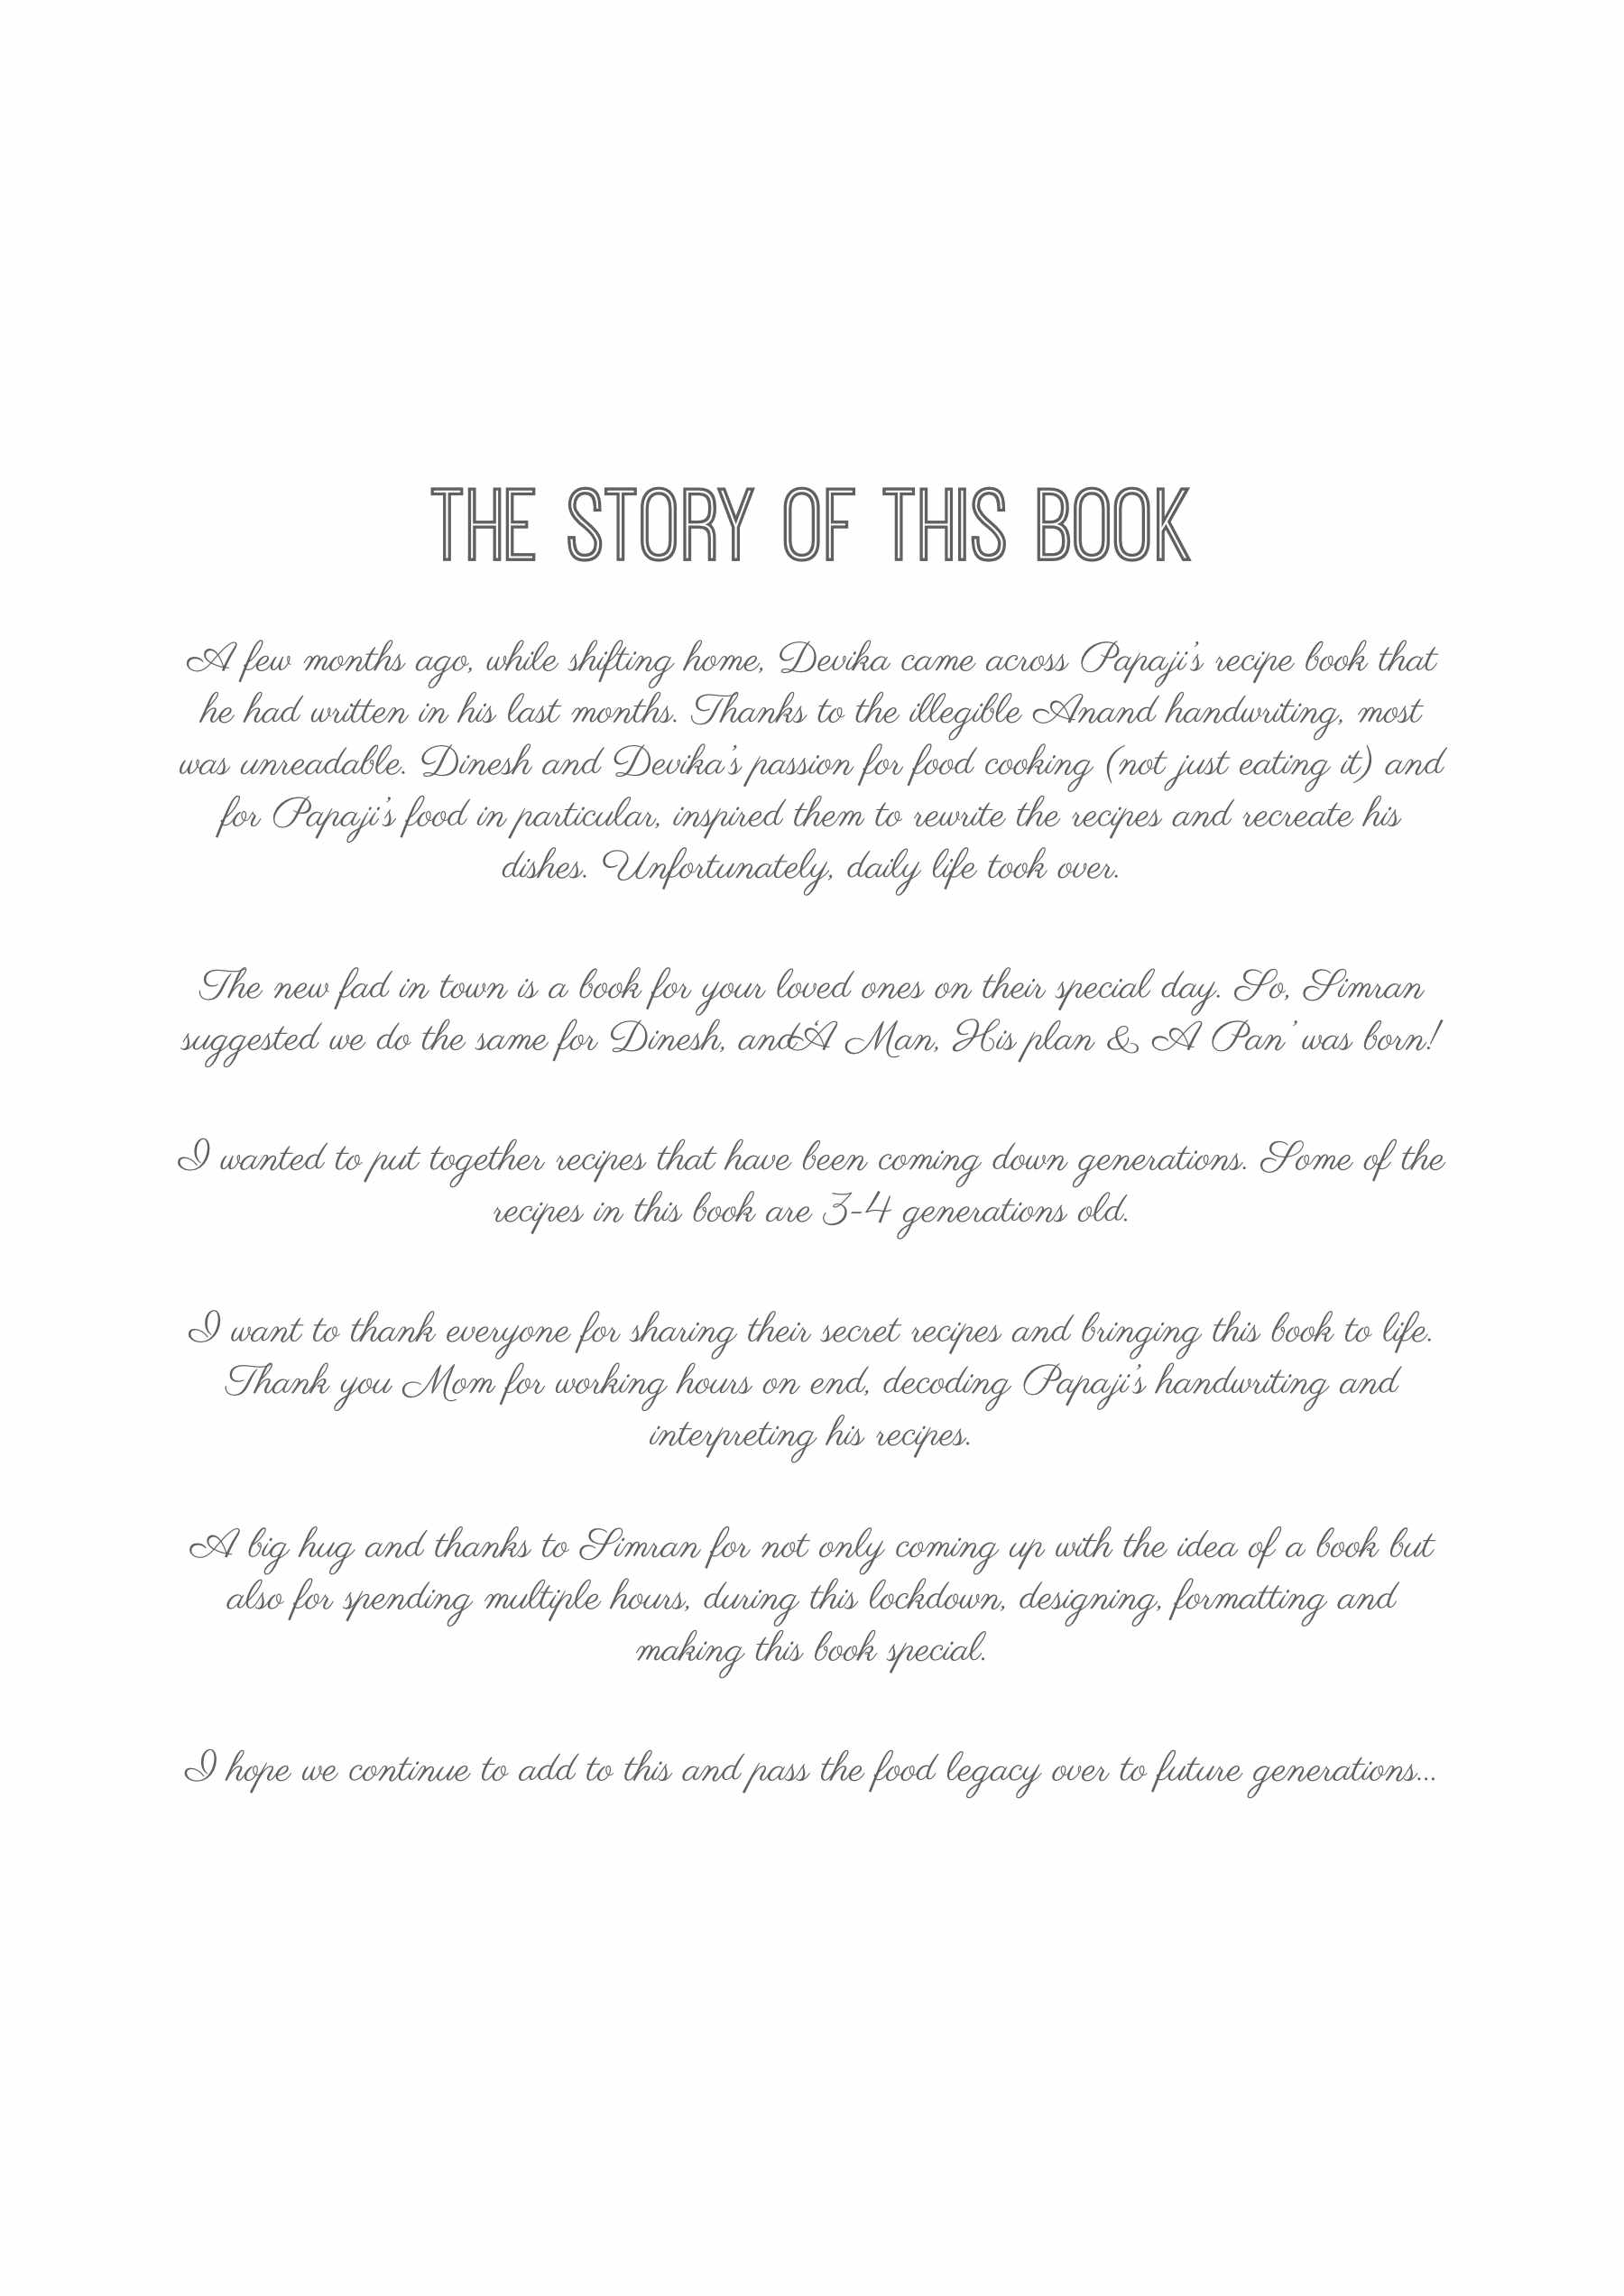 THE STORY OF THIS BOOK
A few months ago, while shifting home, Devika came across Papaji's recipe book that
he had written in his last months. Thanks to the illegible Anand handwriting, most
was unreadable. Dinesh and Devika's passion for food cooking (not just eating it) and
for Papaji's food in particular, inspired them to rewrite the recipes and recreate his
dishes. Unfortunately, daily life took over.
The new fad in town is a book for your loved ones on their special day. So, Simran
suggested we do the same for Dinesh, and ‘A Man, His plan & A Pan’ was born!
I wanted to put together recipes that have been coming down generations. Some of the
recipes in this book are 3-4 generations old.
I want to thank everyone for sharing their secret recipes and bringing this book to life.
Thank you Mom for working hours on end, decoding Papaji's handwriting and
interpreting his recipes.
A big hug and thanks to Simran for not only coming up with the idea of a book but
also for spending multiple hours, during this lockdown, designing, formatting and
making this book special.
I hope we continue to add to this and pass the food legacy over to future generations...